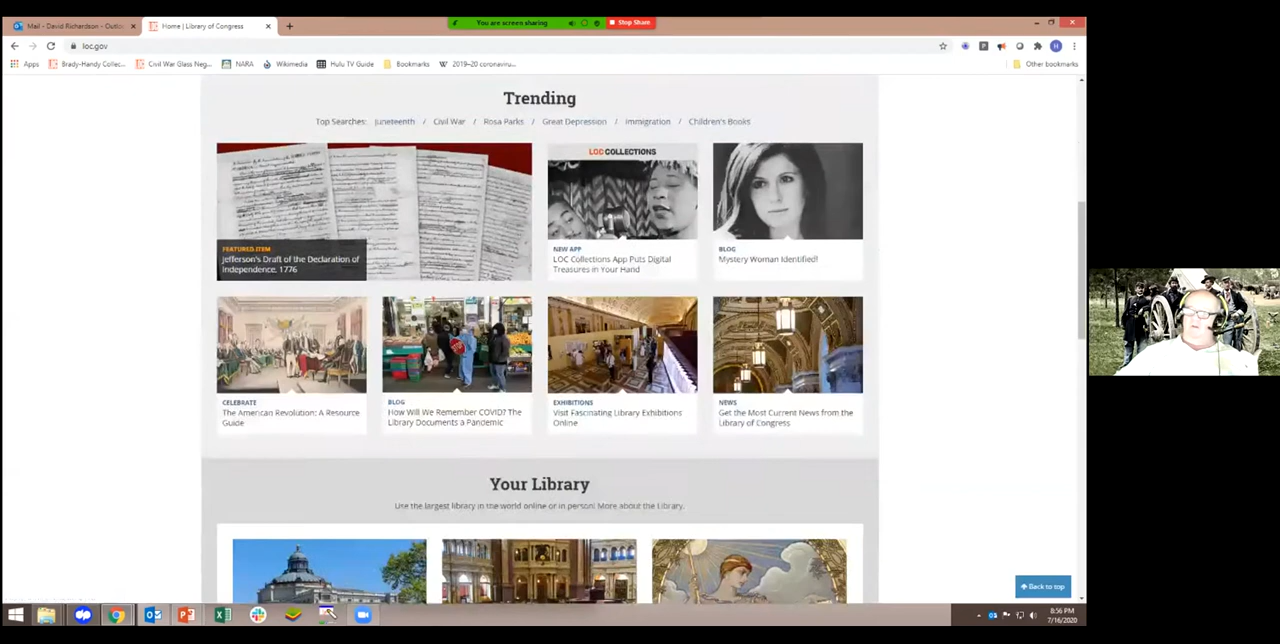 You are screen sharing
Stop Share
Mail - David Richardson - Outloo
Home | Library of Congress
loc.gov
H
Apps
Brady-Handy Collec...
Civil War Glass Neg...
NARA
Wikimedia
Hulu TV Guide
Bookmarks
2019–20 coronaviru...
Other bookmarks
Trending
Top Searches: Juneteenth / Civil War / Rosa Parks / Great Depression / Immigration / Children's Books
FEATURED ITEM
Jefferson's Draft of the Declaration of
Independence, 1776
LOC COLLECTIONS
NEW APP
LOC Collections App Puts Digital
Treasures in Your Hand
BLOG
Mystery Woman Identified!
CELEBRATE
The American Revolution: A Resource
Guide
BLOG
How Will We Remember COVID? The
Library Documents a Pandemic
EXHIBITIONS
Visit Fascinating Library Exhibitions
Online
NEWS
Get the Most Current News from the
Library of Congress
Your Library
Use the largest library in the world online or in person! More about the Library.
Back to top
8:56 PM
7/16/2020